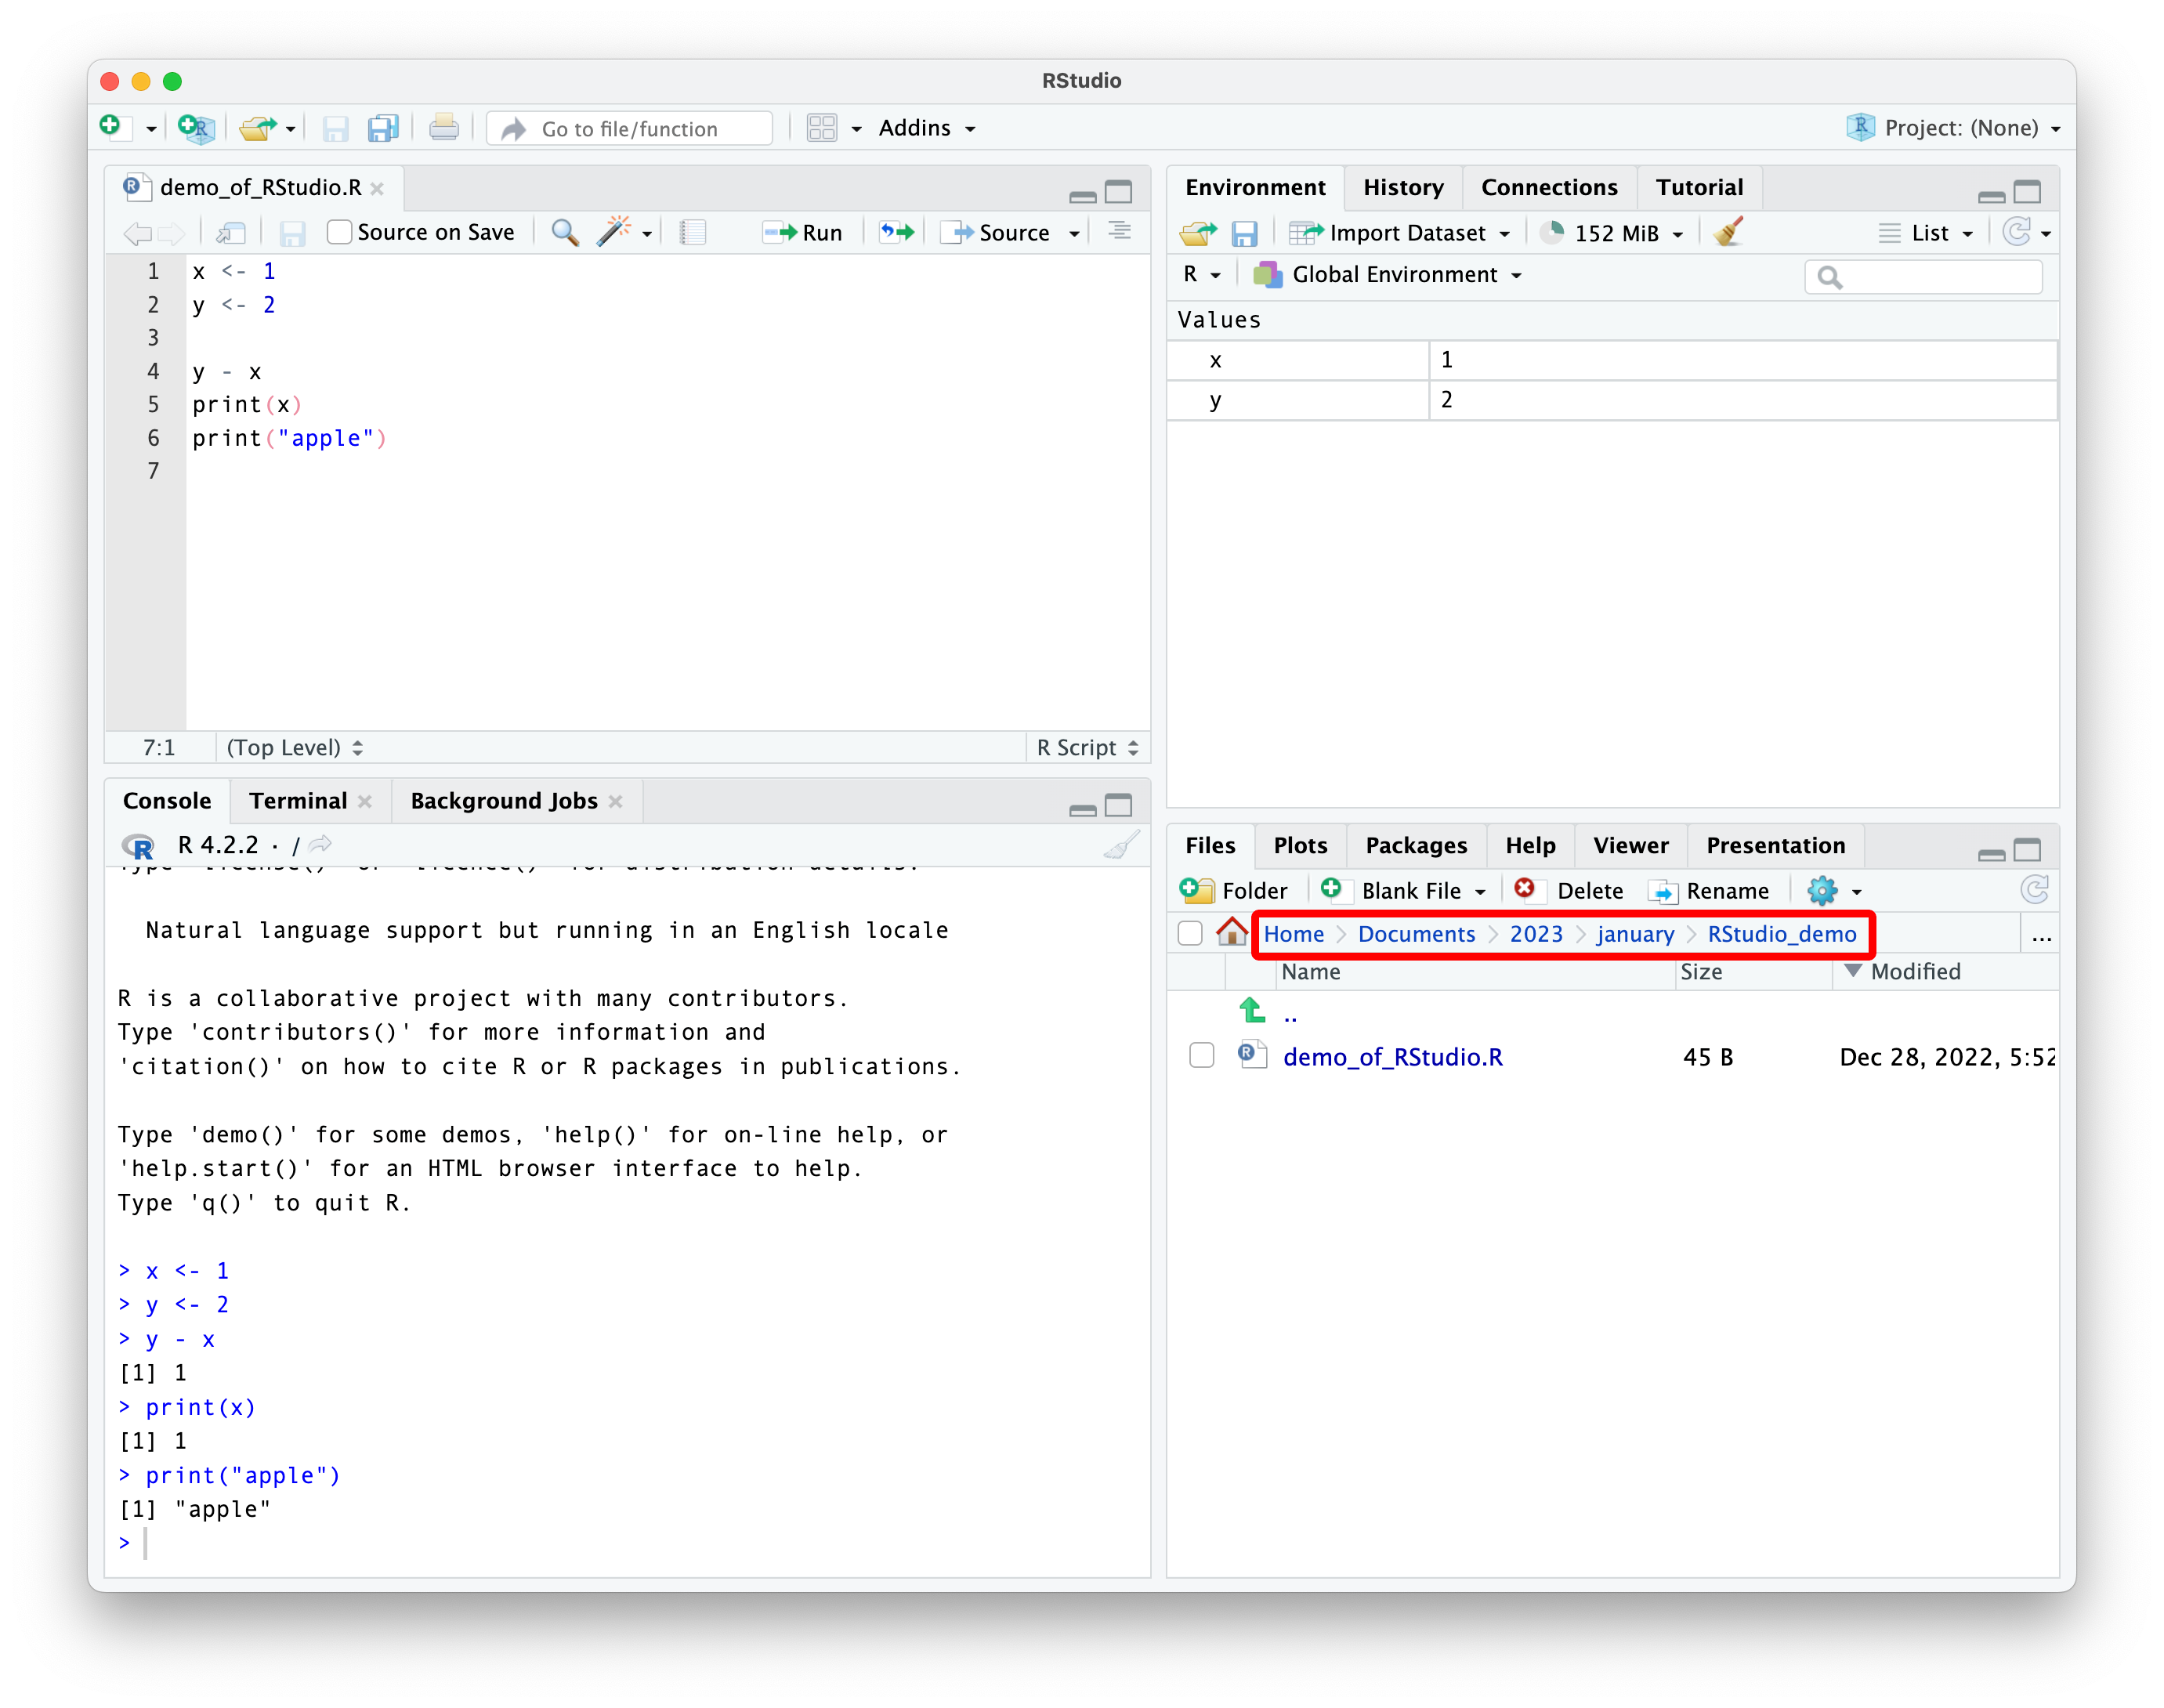 RStudio
Go to file/function
Addins
Project: (None)
demo_of_RStudio.R
Source on Save
Run
Source
1 x <- 1
2 y <- 2
3
4 y - x
5 print(x)
6 print("apple")
7
7:1 (Top Level) R Script
Console Terminal Background Jobs
R 4.2.2 · /
Type 'license()' or 'licence()' for distribution details.
Natural language support but running in an English locale
R is a collaborative project with many contributors.
Type 'contributors()' for more information and
'citation()' on how to cite R or R packages in publications.
Type 'demo()' for some demos, 'help()' for on-line help, or
'help.start()' for an HTML browser interface to help.
Type 'q()' to quit R.
> x <- 1
> y <- 2
> y - x
[1] 1
> print(x)
[1] 1
> print("apple")
[1] "apple"
>
Environment History Connections Tutorial
Import Dataset 152 MiB List
R Global Environment
Values
x 1
y 2
Files Plots Packages Help Viewer Presentation
Folder Blank File Delete Rename
Home Documents 2023 january RStudio_demo ...
Name Size Modified
..
demo_of_RStudio.R 45 B Dec 28, 2022, 5:52